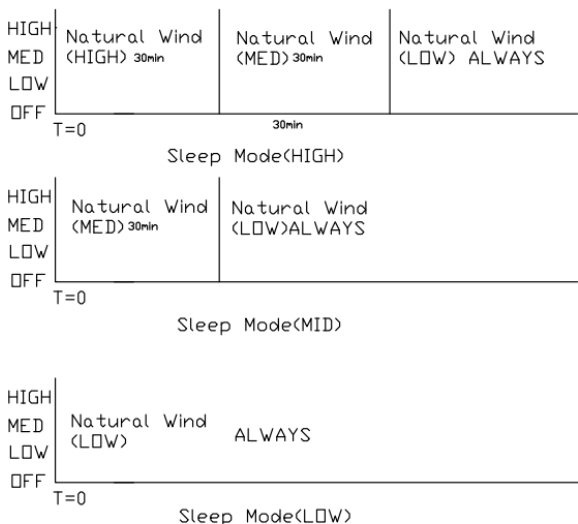 HIGH
MED
LOW
OFF
Natural Wind
(HIGH) 30min
Natural Wind
(MED) 30min
Natural Wind
(LOW) ALWAYS
T=0
30min
Sleep Mode(HIGH)
HIGH
MED
LOW
OFF
Natural Wind
(MED) 30min
Natural Wind
(LOW)ALWAYS
T=0
Sleep Mode(MID)
HIGH
MED
LOW
OFF
Natural Wind
(LOW)
ALWAYS
T=0
Sleep Mode(LOW)